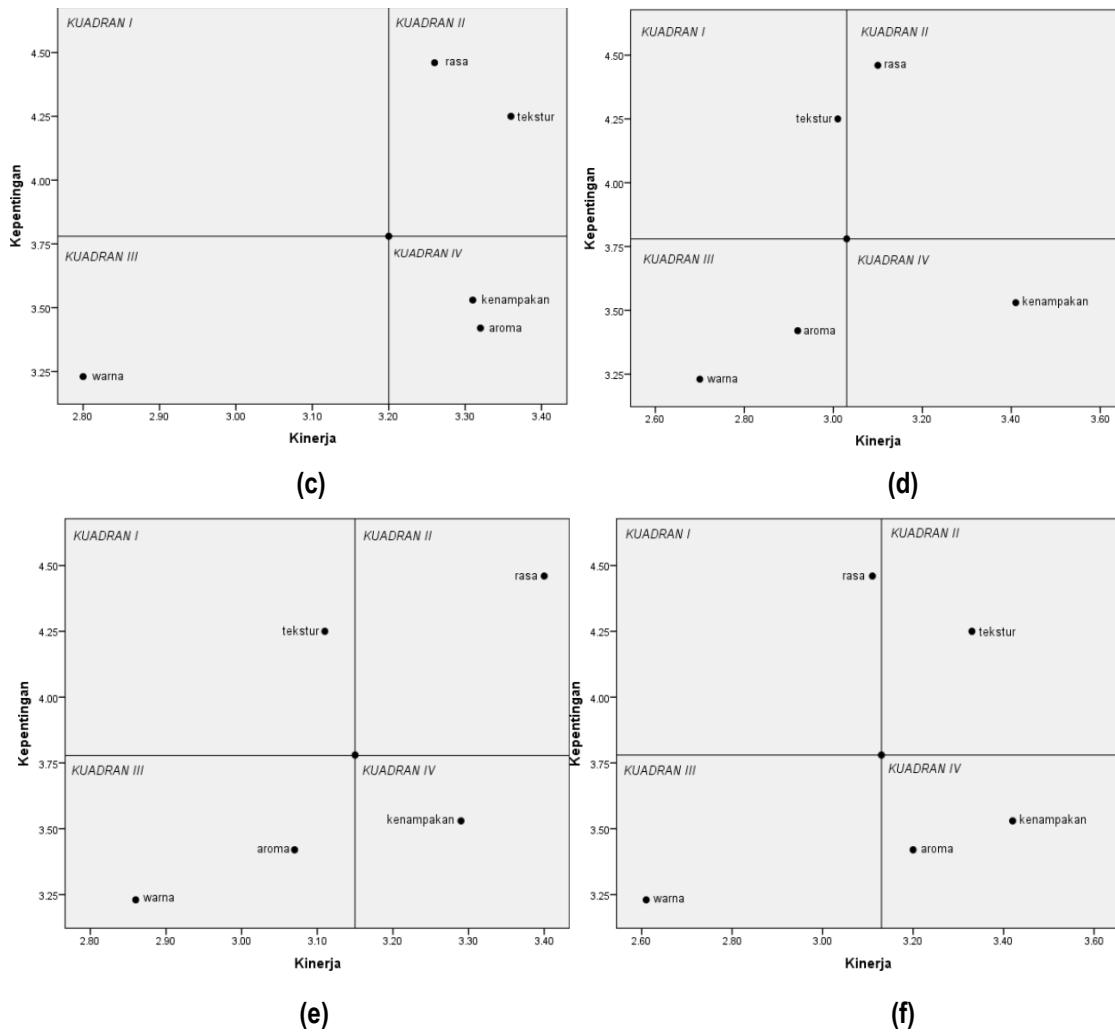 KUADRAN I
KUADRAN II
4.50
rasa
4.25
tekstur
4.00
Kepentingan
3.75
KUADRAN III
KUADRAN IV
3.50
kenampakan
aroma
3.25
warna
2.80 2.90 3.00 3.10 3.20 3.30 3.40
Kinerja
(c)
KUADRAN I
KUADRAN II
4.50
rasa
4.25
tekstur
4.00
Kepentingan
3.75
KUADRAN III
KUADRAN IV
3.50
kenampakan
aroma
3.25
warna
2.60 2.80 3.00 3.20 3.40 3.60
Kinerja
(d)
KUADRAN I
KUADRAN II
4.50
rasa
4.25
tekstur
4.00
Kepentingan
3.75
KUADRAN III
KUADRAN IV
3.50
kenampakan
aroma
3.25
warna
2.80 2.90 3.00 3.10 3.20 3.30 3.40
Kinerja
(e)
KUADRAN I
KUADRAN II
4.50
rasa
4.25
tekstur
4.00
Kepentingan
3.75
KUADRAN III
KUADRAN IV
3.50
kenampakan
aroma
3.25
warna
2.60 2.80 3.00 3.20 3.40 3.60
Kinerja
(f)